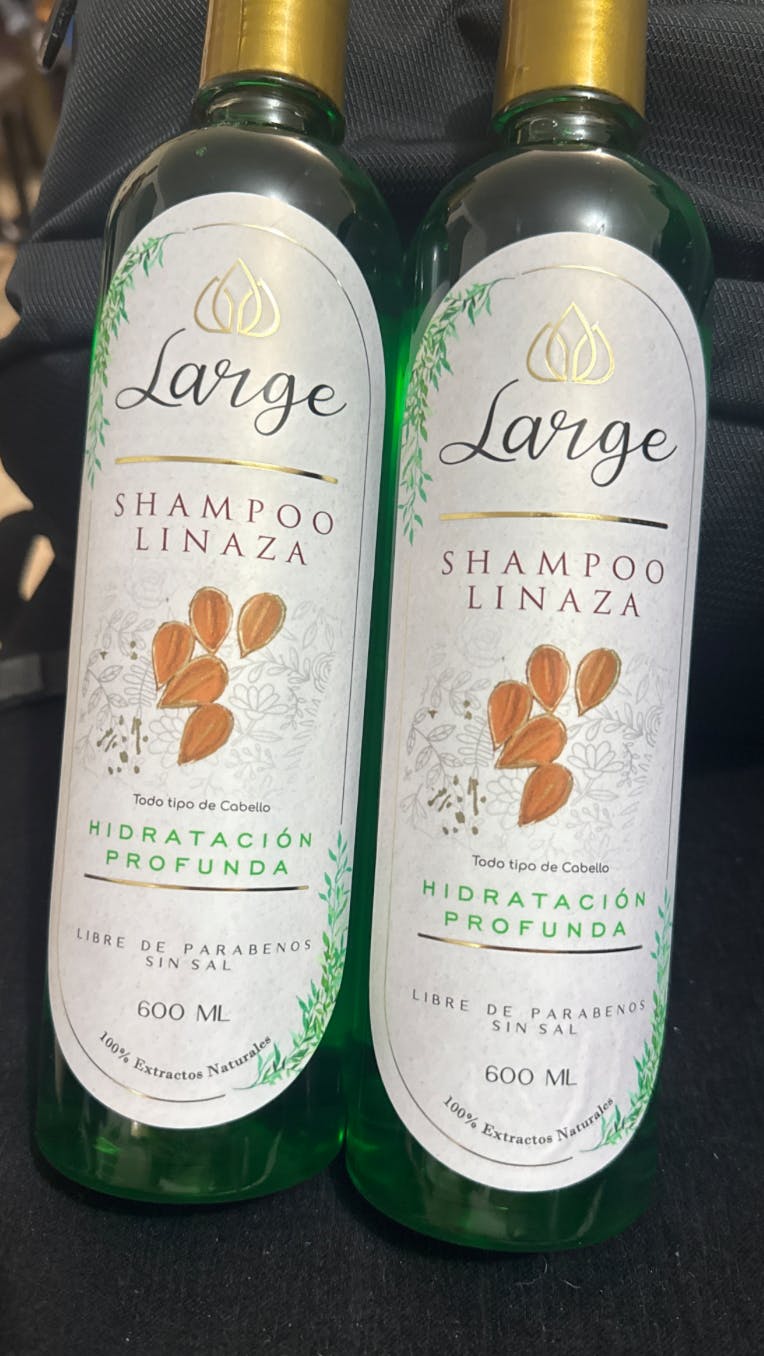 Large
SHAMPOO
LINAZA
Todo tipo de Cabello
HIDRATACIÓN
PROFUNDA
LIBRE DE PARABENOS
SIN SAL
600 ML
100% Extractos Naturales
Large
SHAMPOO
LINAZA
Todo tipo de Cabello
HIDRATACIÓN
PROFUNDA
LIBRE DE PARABENOS
SIN SAL
600 ML
100% Extractos Naturales